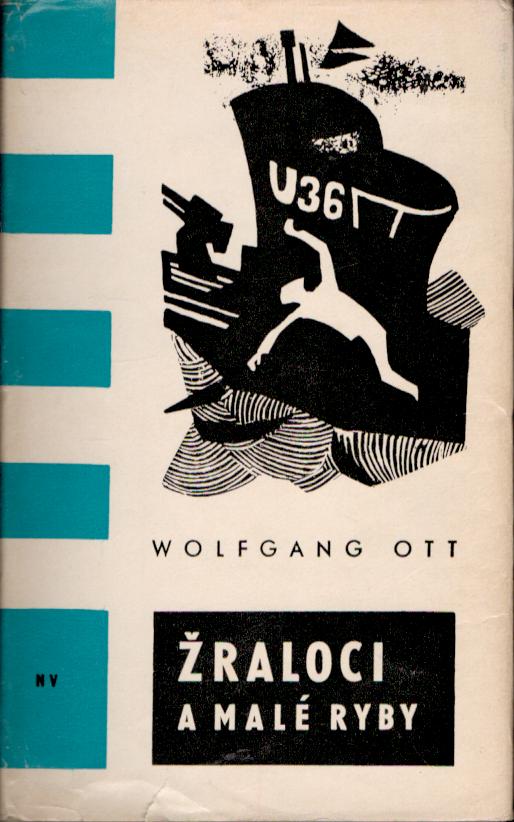 U36
WOLFGANG OTT
ŽRALOCI
A MALÉ RYBY
NV